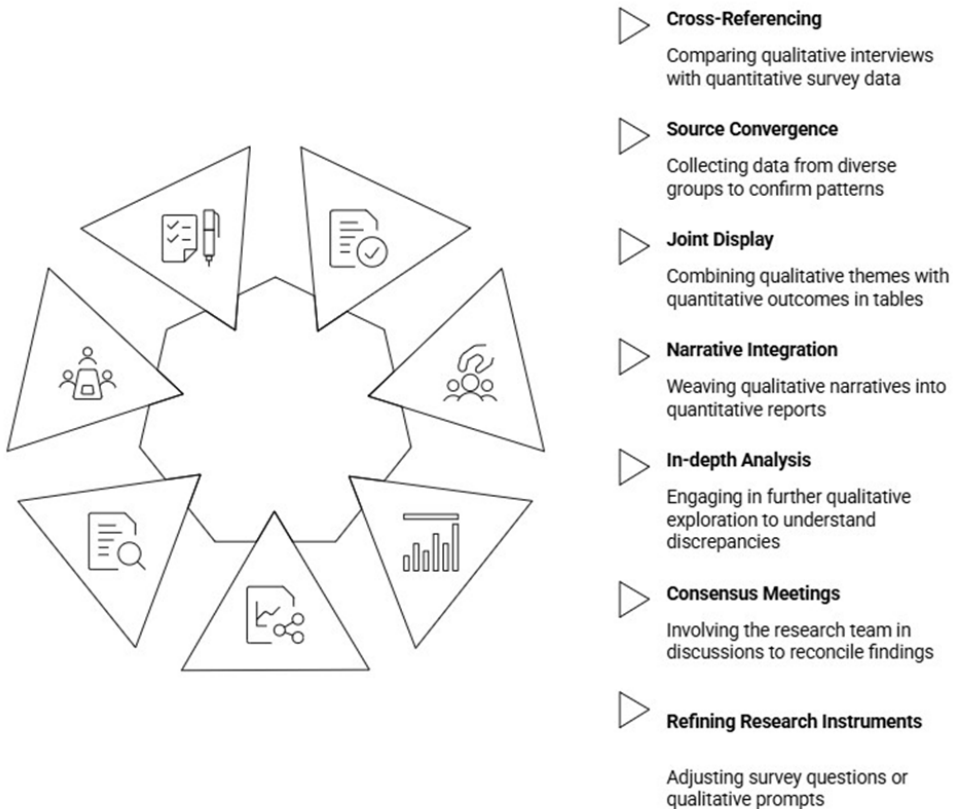 Cross-Referencing
Comparing qualitative interviews
with quantitative survey data
Source Convergence
Collecting data from diverse
groups to confirm patterns
Joint Display
Combining qualitative themes with
quantitative outcomes in tables
Narrative Integration
Weaving qualitative narratives into
quantitative reports
In-depth Analysis
Engaging in further qualitative
exploration to understand
discrepancies
Consensus Meetings
Involving the research team in
discussions to reconcile findings
Refining Research Instruments
Adjusting survey questions or
qualitative prompts